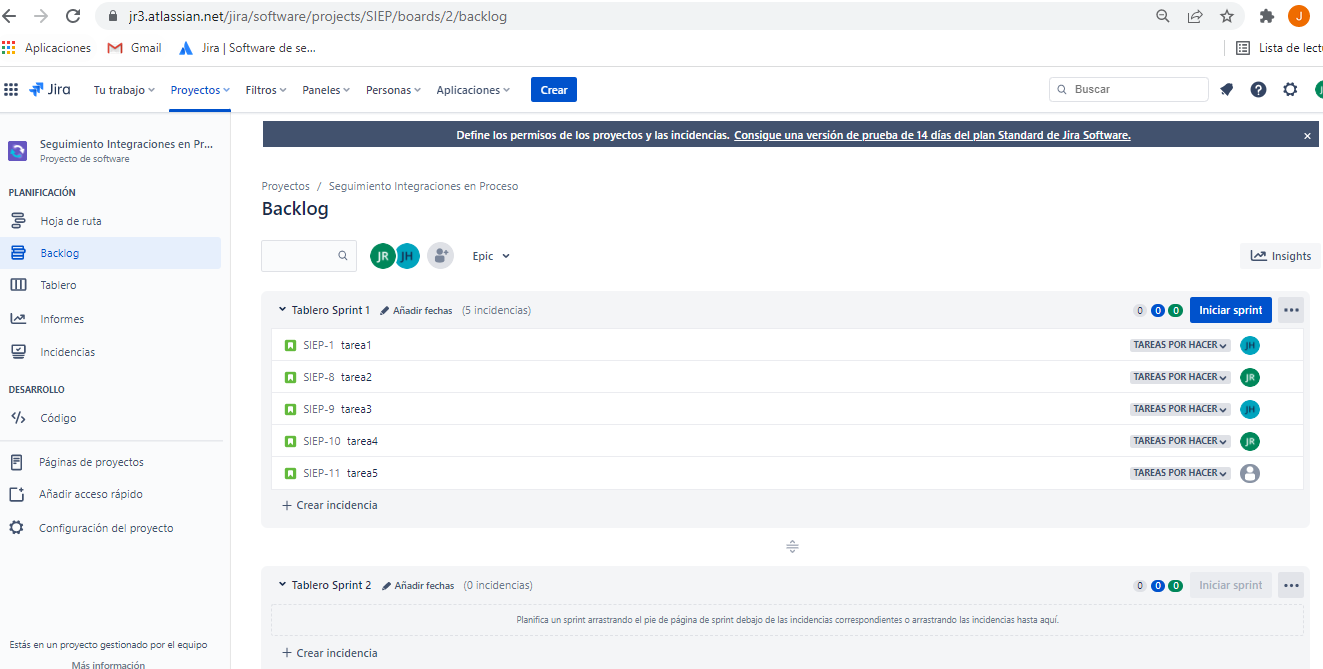 jr3.atlassian.net/jira/software/projects/SIEP/boards/2/backlog
J
Aplicaciones Gmail Jira | Software de se... Lista de lect
Jira Tu trabajo Proyectos Filtros Paneles Personas Aplicaciones Crear Buscar
Define los permisos de los proyectos y las incidencias. Consigue una versión de prueba de 14 días del plan Standard de Jira Software.
Seguimiento Integraciones en Pr...
Proyecto de software
PLANIFICACIÓN
Hoja de ruta
Backlog
Tablero
Informes
Incidencias
DESARROLLO
Código
Páginas de proyectos
Añadir acceso rápido
Configuración del proyecto
Estás en un proyecto gestionado por el equipo
Más información
Proyectos / Seguimiento Integraciones en Proceso
Backlog
JR JH Epic Insights
Tablero Sprint 1 Añadir fechas (5 incidencias) 0 0 0 Iniciar sprint
SIEP-1 tarea1 TAREAS POR HACER JH
SIEP-8 tarea2 TAREAS POR HACER JR
SIEP-9 tarea3 TAREAS POR HACER JH
SIEP-10 tarea4 TAREAS POR HACER JR
SIEP-11 tarea5 TAREAS POR HACER
+ Crear incidencia
Tablero Sprint 2 Añadir fechas (0 incidencias) 0 0 0 Iniciar sprint
Planifica un sprint arrastrando el pie de página de sprint debajo de las incidencias correspondientes o arrastrando las incidencias hasta aquí.
+ Crear incidencia